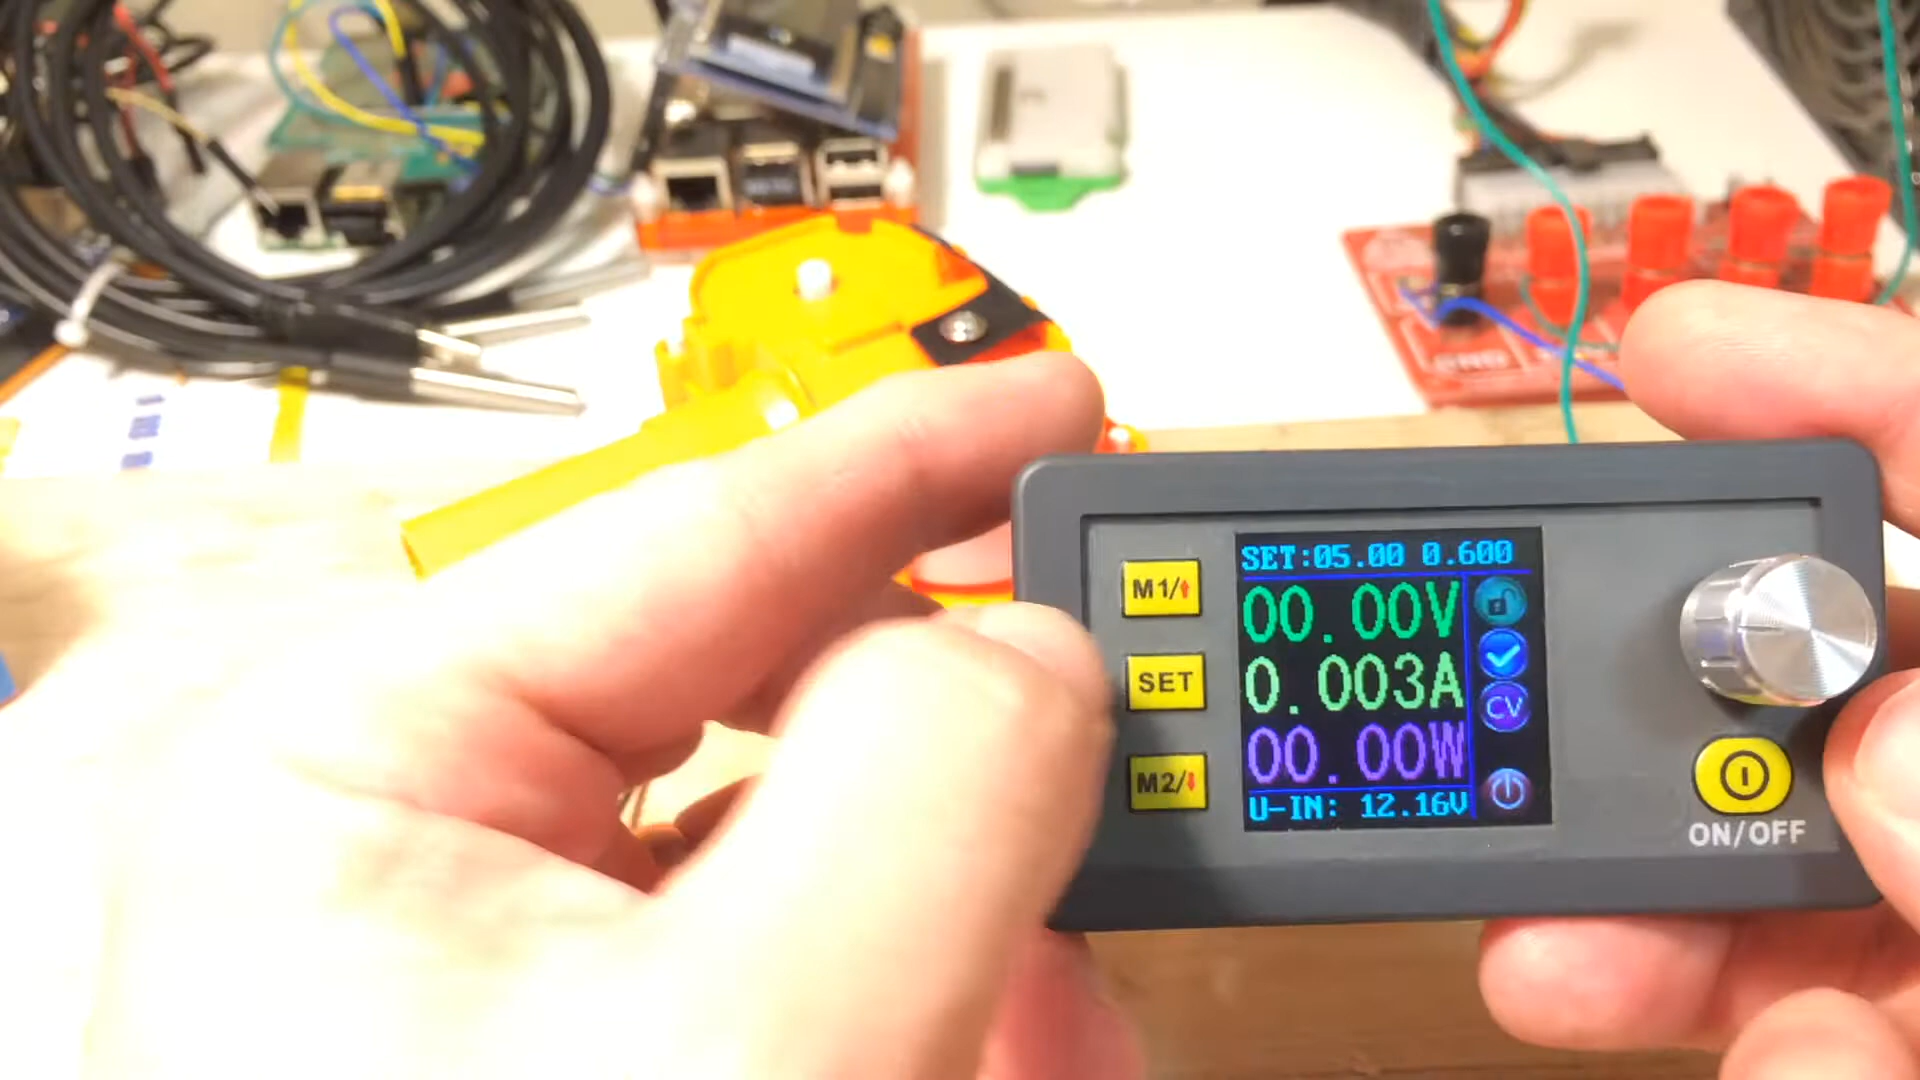 M1/
SET
M2/
SET:05.00 0.600
00.00V
0.003A
00.00W
U-IN: 12.16V
CV
ON/OFF
GND